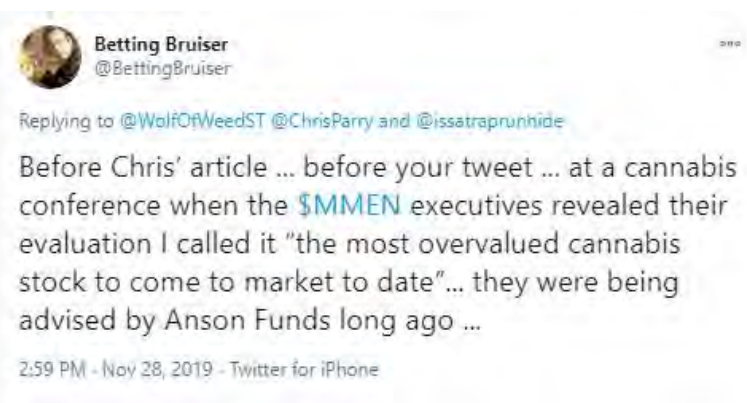 Betting Bruiser
@BettingBruiser
Replying to @WolfOfWeedST @ChrisParry and @issatraprunhide
Before Chris' article ... before your tweet ... at a cannabis
conference when the $MMEN executives revealed their
evaluation I called it "the most overvalued cannabis
stock to come to market to date"... they were being
advised by Anson Funds long ago ...
2:59 PM - Nov 28, 2019 - Twitter for iPhone